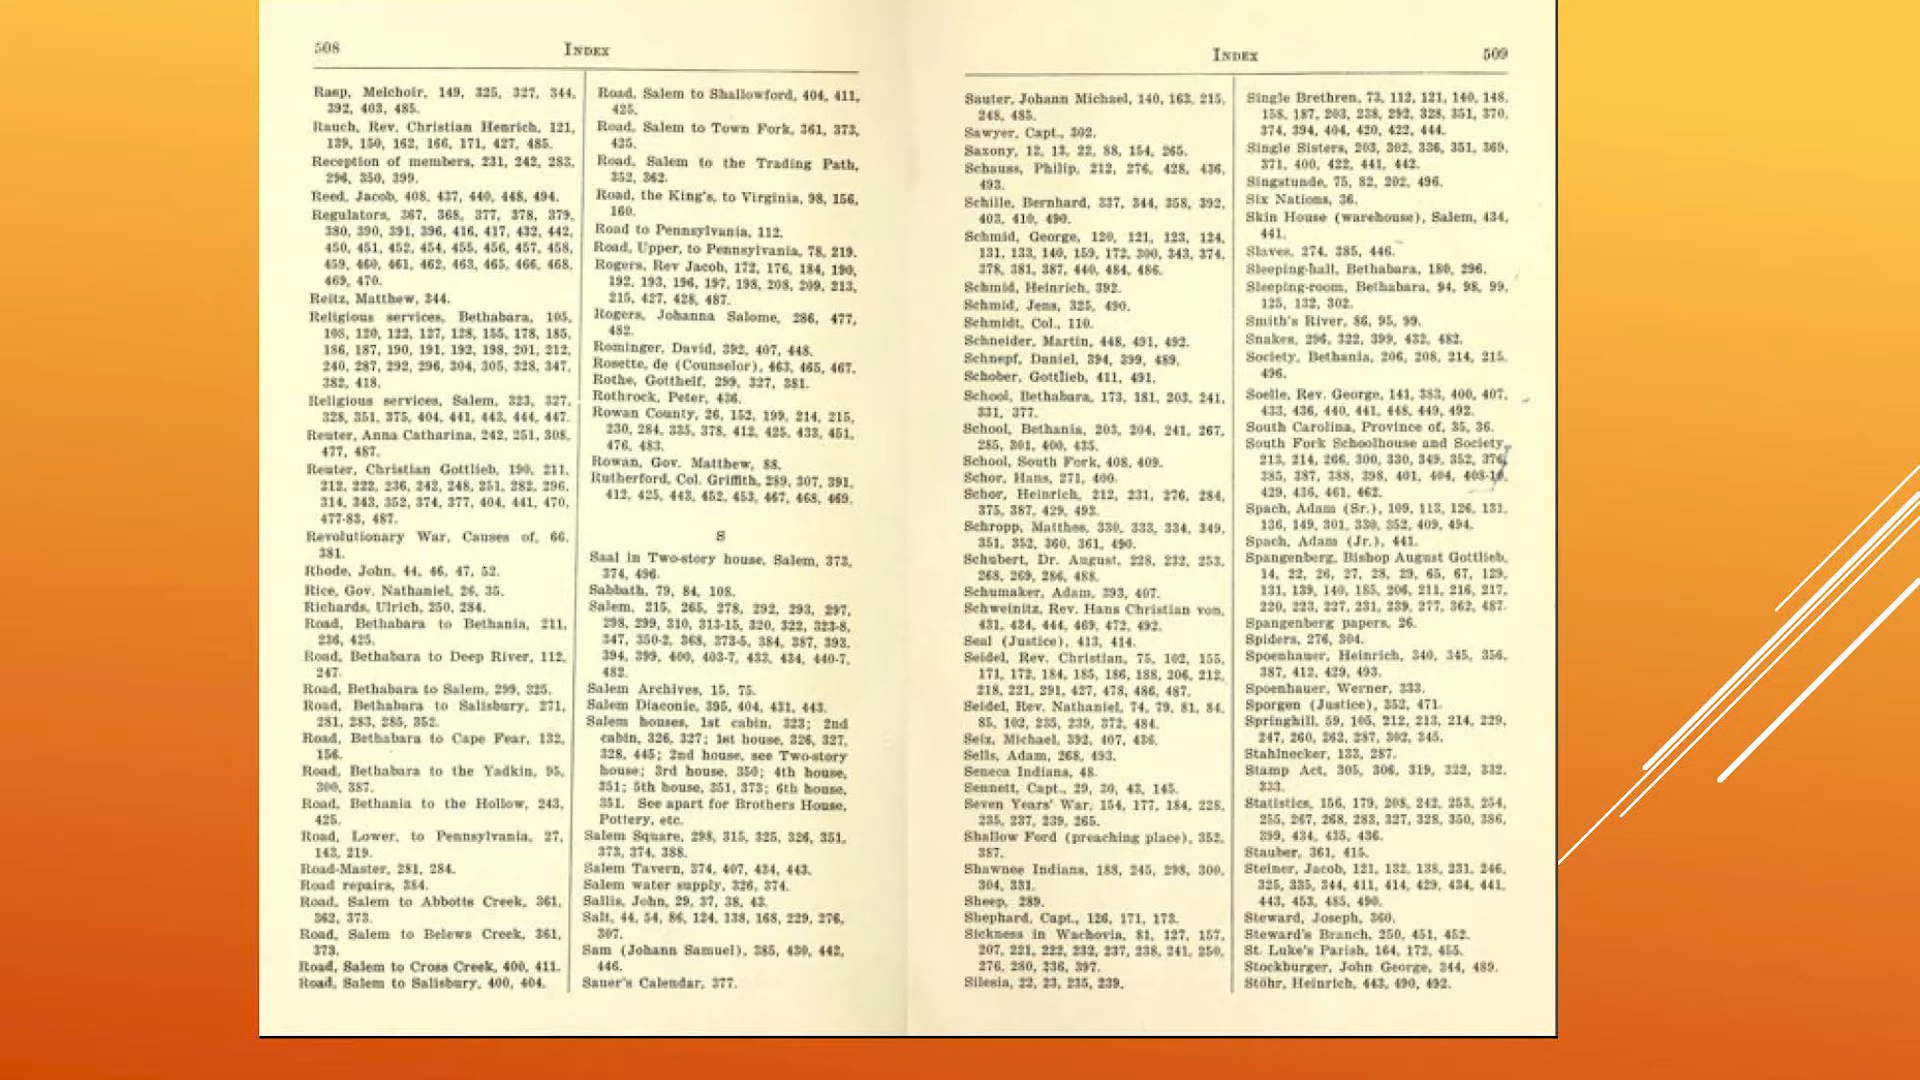 508
INDEX
Rasp, Melchoir, 149, 325, 327, 344,
392, 403, 485.
Rauch, Rev. Christian Henrich, 121,
139, 150, 162, 166, 171, 427, 485.
Reception of members, 231, 242, 283,
296, 350, 399.
Reed, Jacob, 408, 437, 440, 448, 494.
Regulators, 367, 368, 377, 378, 379,
380, 390, 391, 396, 416, 417, 432, 442,
450, 451, 452, 454, 455, 456, 457, 458,
459, 460, 461, 462, 463, 465, 466, 468,
469, 470.
Reitz, Matthew, 344.
Religious services, Bethabara, 105,
108, 120, 122, 127, 128, 155, 178, 185,
186, 187, 190, 191, 192, 198, 201, 212,
240, 287, 292, 296, 304, 305, 328, 347,
382, 418.
Religious services, Salem, 323, 327,
328, 351, 375, 404, 441, 443, 444, 447.
Reuter, Anna Catharina, 242, 251, 308,
477, 487.
Reuter, Christian Gottlieb, 190, 211,
212, 222, 236, 242, 248, 251, 282, 296,
314, 343, 352, 374, 377, 404, 441, 470,
477-83, 487.
Revolutionary War, Causes of, 66,
381.
Rhode, John, 44, 46, 47, 52.
Rice, Gov. Nathaniel, 26, 35.
Richards, Ulrich, 250, 284.
Road, Bethabara to Bethania, 211,
236, 425.
Road, Bethabara to Deep River, 112,
247.
Road, Bethabara to Salem, 299, 325.
Road, Bethabara to Salisbury, 271,
281, 283, 285, 352.
Road, Bethabara to Cape Fear, 132,
156.
Road, Bethabara to the Yadkin, 95,
300, 387.
Road, Bethania to the Hollow, 243,
425.
Road, Lower, to Pennsylvania, 27,
143, 219.
Road-Master, 281, 284.
Road repairs, 384.
Road, Salem to Abbotts Creek, 361,
362, 373.
Road, Salem to Belews Creek, 361,
373.
Road, Salem to Cross Creek, 400, 411.
Road, Salem to Salisbury, 400, 404.
Road, Salem to Shallowford, 404, 411,
425.
Road, Salem to Town Fork, 361, 373,
425.
Road, Salem to the Trading Path,
352, 362.
Road, the King's, to Virginia, 98, 156,
160.
Road to Pennsylvania, 112.
Road, Upper, to Pennsylvania, 78, 219.
Rogers, Rev Jacob, 172, 176, 184, 190,
192, 193, 196, 197, 198, 208, 209, 213,
215, 427, 428, 487.
Rogers, Johanna Salome, 286, 477,
482.
Rominger, David, 392, 407, 448.
Rosette, de (Counselor), 463, 465, 467.
Rothe, Gotthelf, 299, 327, 381.
Rothrock, Peter, 436.
Rowan County, 26, 152, 199, 214, 215,
230, 284, 335, 378, 412, 425, 433, 451,
476, 483.
Rowan, Gov. Matthew, 88.
Rutherford, Col. Griffith, 289, 307, 391,
412, 425, 443, 452, 453, 467, 468, 469.
S
Saal in Two-story house, Salem, 373,
374, 496.
Sabbath, 79, 84, 108.
Salem, 215, 265, 278, 292, 293, 297,
298, 299, 310, 313-15, 320, 322, 323-8,
347, 350-2, 368, 373-5, 384, 387, 393,
394, 399, 400, 403-7, 433, 434, 440-7,
482.
Salem Archives, 15, 75.
Salem Diaconie, 395, 404, 431, 443.
Salem houses, 1st cabin, 323; 2nd
cabin, 326, 327; 1st house, 326, 327,
328, 445; 2nd house, see Two-story
house; 3rd house, 350; 4th house,
351; 5th house, 351, 373; 6th house,
351. See apart for Brothers House,
Pottery, etc.
Salem Square, 298, 315, 325, 326, 351,
373, 374, 388.
Salem Tavern, 374, 407, 434, 443.
Salem water supply, 326, 374.
Sallis, John, 29, 37, 38, 43.
Salt, 44, 54, 86, 124, 138, 168, 229, 276,
307.
Sam (Johann Samuel), 385, 430, 442,
446.
Sauer's Calendar, 377.
INDEX
509
Sauter, Johann Michael, 140, 163, 215,
248, 485.
Sawyer, Capt., 302.
Saxony, 12, 13, 22, 88, 154, 265.
Schauss, Philip, 212, 276, 428, 436,
493.
Schille, Bernhard, 337, 344, 358, 392,
403, 410, 490.
Schmid, George, 120, 121, 123, 124,
131, 133, 140, 159, 172, 300, 343, 374,
378, 381, 387, 440, 484, 486.
Schmid, Heinrich, 392.
Schmid, Jens, 325, 490.
Schmidt, Col., 110.
Schneider, Martin, 448, 491, 492.
Schnepf, Daniel, 394, 399, 489.
Schober, Gottlieb, 411, 491.
School, Bethabara, 173, 181, 203, 241,
331, 377.
School, Bethania, 203, 204, 241, 267,
285, 301, 400, 435.
School, South Fork, 408, 409.
Schor, Hans, 271, 400.
Schor, Heinrich, 212, 231, 276, 284,
375, 387, 429, 493.
Schropp, Matthes, 330, 333, 334, 349,
351, 352, 360, 361, 490.
Schubert, Dr. August, 228, 232, 253,
268, 269, 286, 488.
Schumaker, Adam, 393, 407.
Schweinitz, Rev. Hans Christian von,
431, 434, 444, 469, 472, 492.
Seal (Justice), 413, 414.
Seidel, Rev. Christian, 75, 102, 155,
171, 172, 184, 185, 186, 188, 206, 212,
218, 221, 291, 427, 478, 486, 487.
Seidel, Rev. Nathaniel, 74, 79, 81, 84,
85, 102, 235, 239, 372, 484.
Seiz, Michael, 392, 407, 436.
Sells, Adam, 268, 493.
Seneca Indians, 48.
Sennett, Capt., 29, 30, 43, 145.
Seven Years' War, 154, 177, 184, 228,
235, 237, 239, 265.
Shallow Ford (preaching place), 352,
387.
Shawnee Indians, 188, 245, 298, 300,
304, 331.
Sheep, 289.
Shephard, Capt., 126, 171, 173.
Sickness in Wachovia, 81, 127, 157,
207, 221, 222, 232, 237, 238, 241, 250,
276, 280, 336, 397.
Silesia, 22, 23, 235, 239.
Single Brethren, 73, 112, 121, 140, 148,
158, 187, 203, 238, 292, 328, 351, 370,
374, 394, 404, 420, 422, 444.
Single Sisters, 203, 302, 336, 351, 369,
371, 400, 422, 441, 442.
Singstunde, 75, 82, 202, 496.
Six Nations, 36.
Skin House (warehouse), Salem, 434,
441.
Slaves, 274, 385, 446.
Sleeping-hall, Bethabara, 180, 296.
Sleeping-room, Bethabara, 94, 98, 99,
125, 132, 302.
Smith's River, 86, 95, 99.
Snakes, 296, 322, 399, 432, 482.
Society, Bethania, 206, 208, 214, 215,
496.
Soelle, Rev. George, 141, 383, 400, 407,
433, 436, 440, 441, 448, 449, 492.
South Carolina, Province of, 35, 36.
South Fork Schoolhouse and Society,
213, 214, 266, 300, 330, 349, 352, 376,
385, 387, 388, 398, 401, 404, 408-10,
429, 436, 461, 462.
Spach, Adam (Sr.), 109, 113, 126, 131,
136, 149, 301, 330, 352, 409, 494.
Spach, Adam (Jr.), 441.
Spangenberg, Bishop August Gottlieb,
14, 22, 26, 27, 28, 29, 65, 67, 129,
131, 139, 140, 185, 206, 211, 216, 217,
220, 223, 227, 231, 239, 277, 362, 487.
Spangenberg papers, 26.
Spiders, 276, 304.
Spoenhauer, Heinrich, 340, 345, 356,
387, 412, 429, 493.
Spoenhauer, Werner, 333.
Sporgen (Justice), 352, 471.
Springhill, 59, 105, 212, 213, 214, 229,
247, 260, 262, 287, 302, 345.
Stahlnecker, 133, 287.
Stamp Act, 305, 306, 319, 322, 332,
333.
Statistics, 156, 179, 208, 242, 253, 254,
255, 267, 268, 283, 327, 328, 350, 386,
399, 434, 435, 436.
Stauber, 361, 415.
Steiner, Jacob, 121, 132, 138, 231, 246,
325, 335, 344, 411, 414, 429, 434, 441,
443, 453, 485, 490.
Steward, Joseph, 360.
Steward's Branch, 250, 451, 452.
St. Luke's Parish, 164, 172, 455.
Stockburger, John George, 344, 489.
Stöhr, Heinrich, 443, 490, 492.